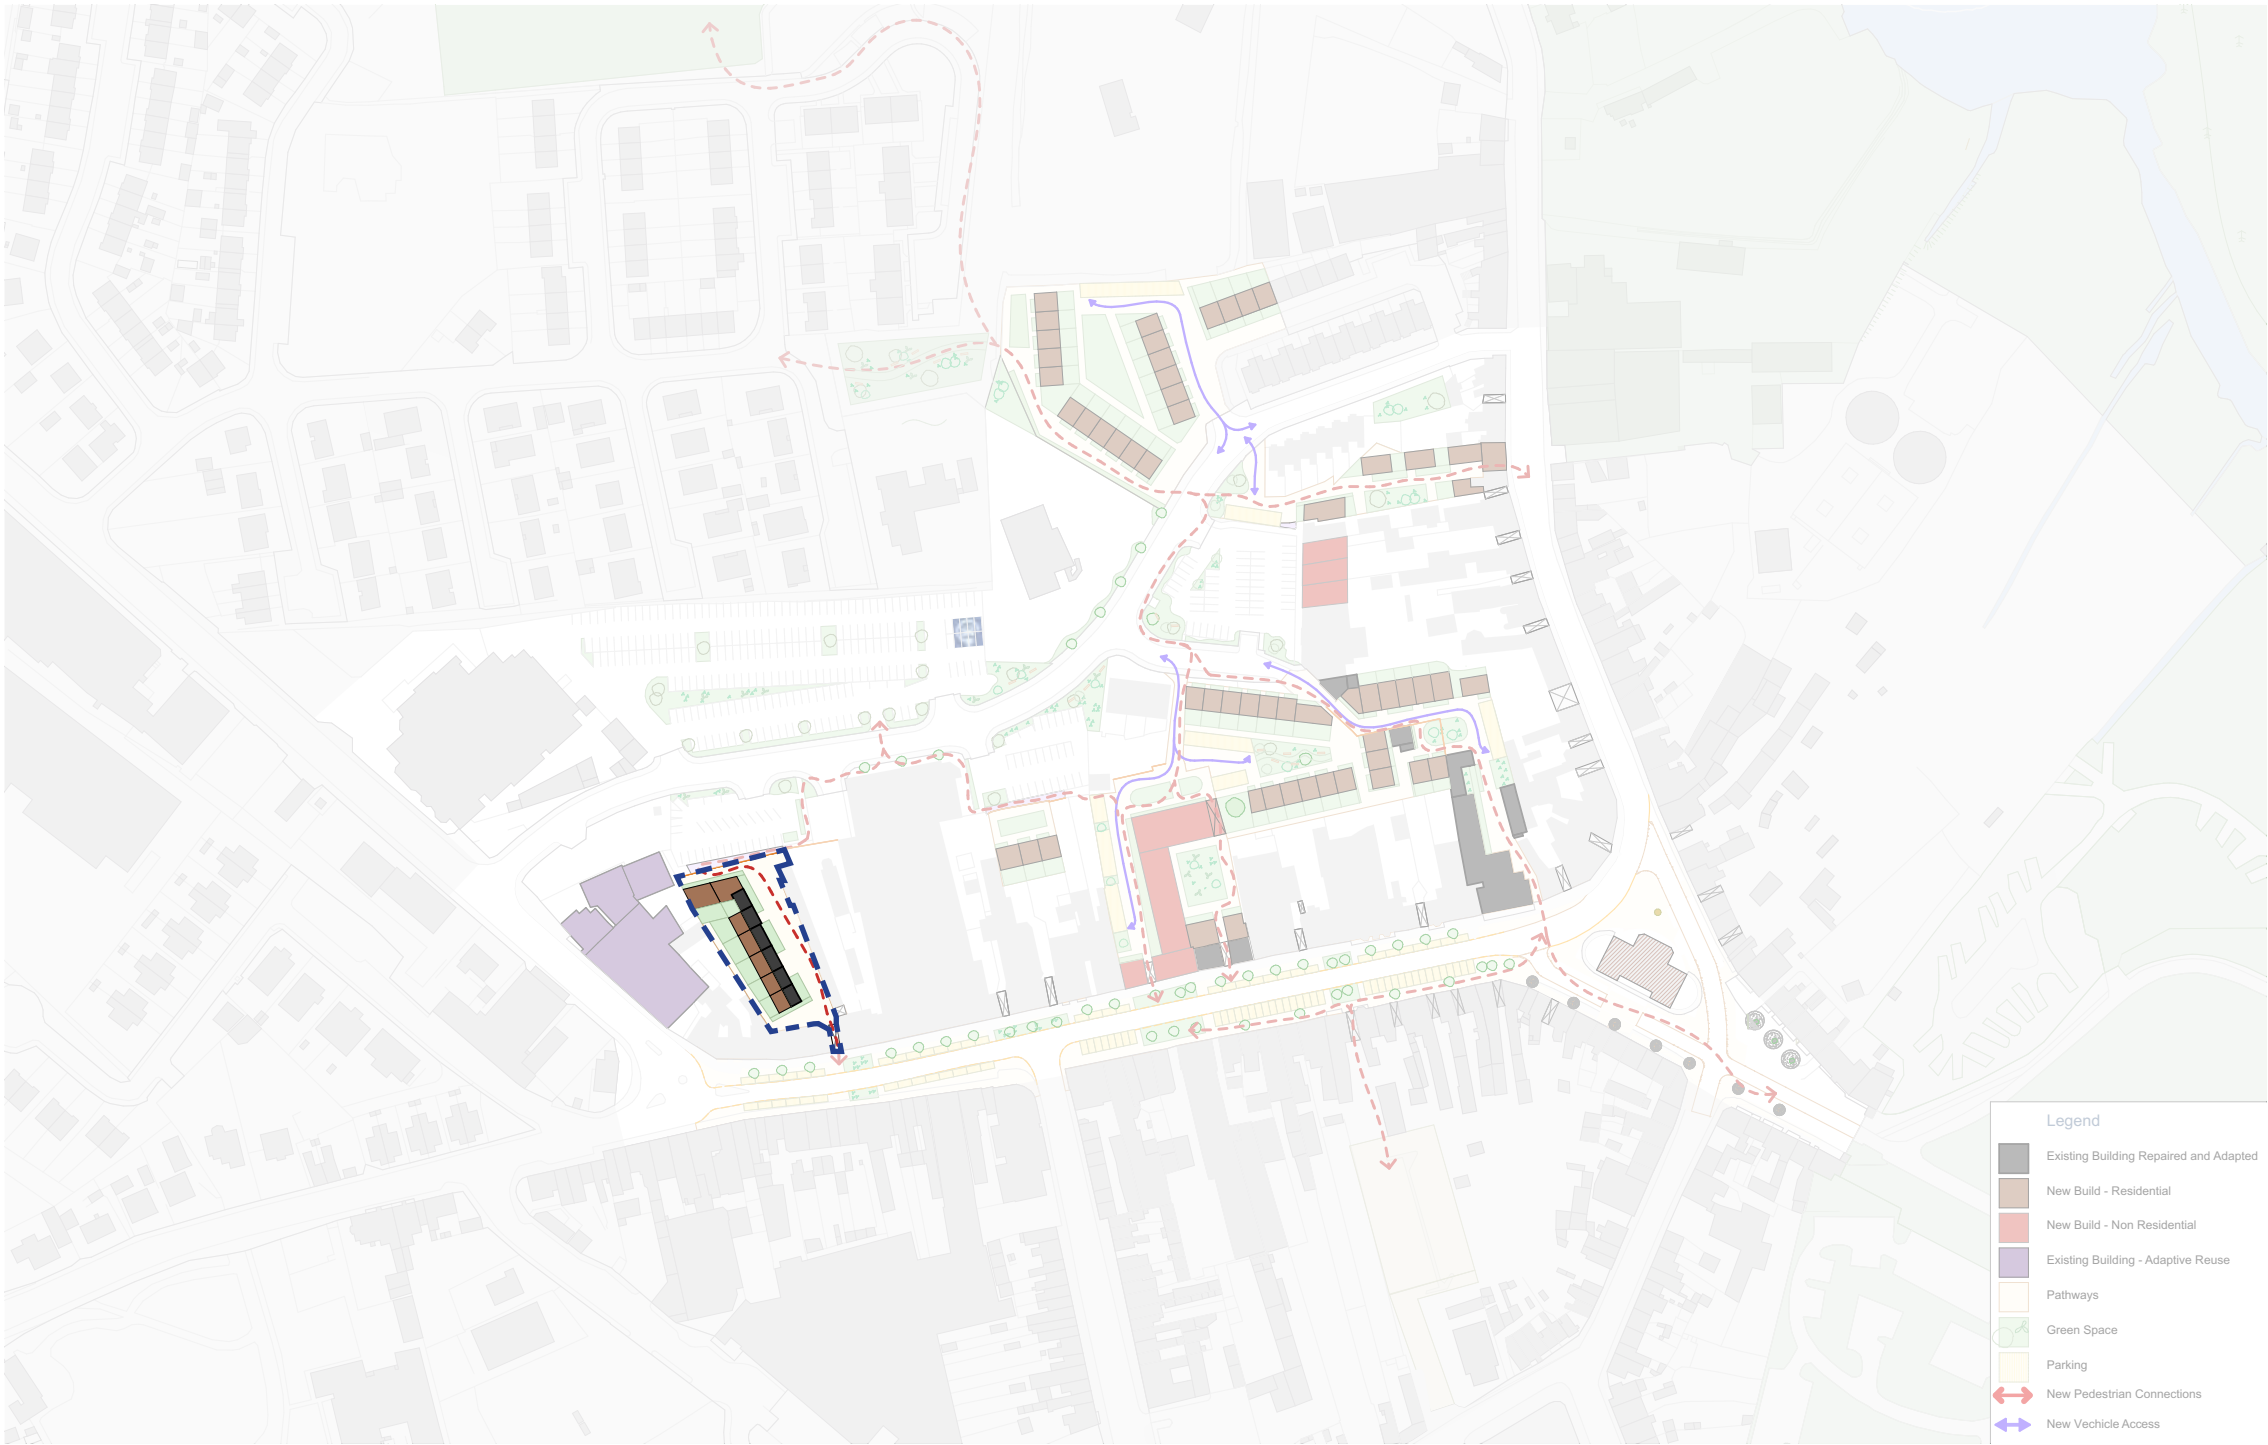 Legend
Existing Building Repaired and Adapted
New Build - Residential
New Build - Non Residential
Existing Building - Adaptive Reuse
Pathways
Green Space
Parking
New Pedestrian Connections
New Vechicle Access